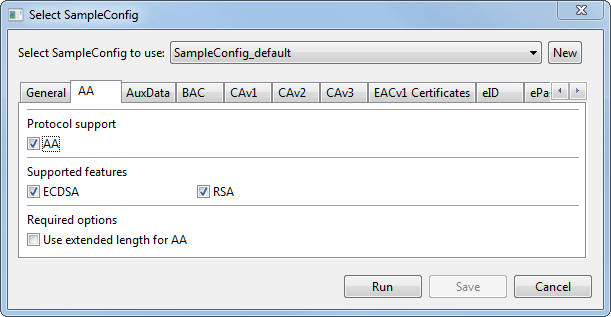 Select SampleConfig
Select SampleConfig to use: SampleConfig_default New
General AA AuxData BAC CAv1 CAv2 CAv3 EACv1 Certificates eID ePa
Protocol support
AA
Supported features
ECDSA RSA
Required options
Use extended length for AA
Run Save Cancel